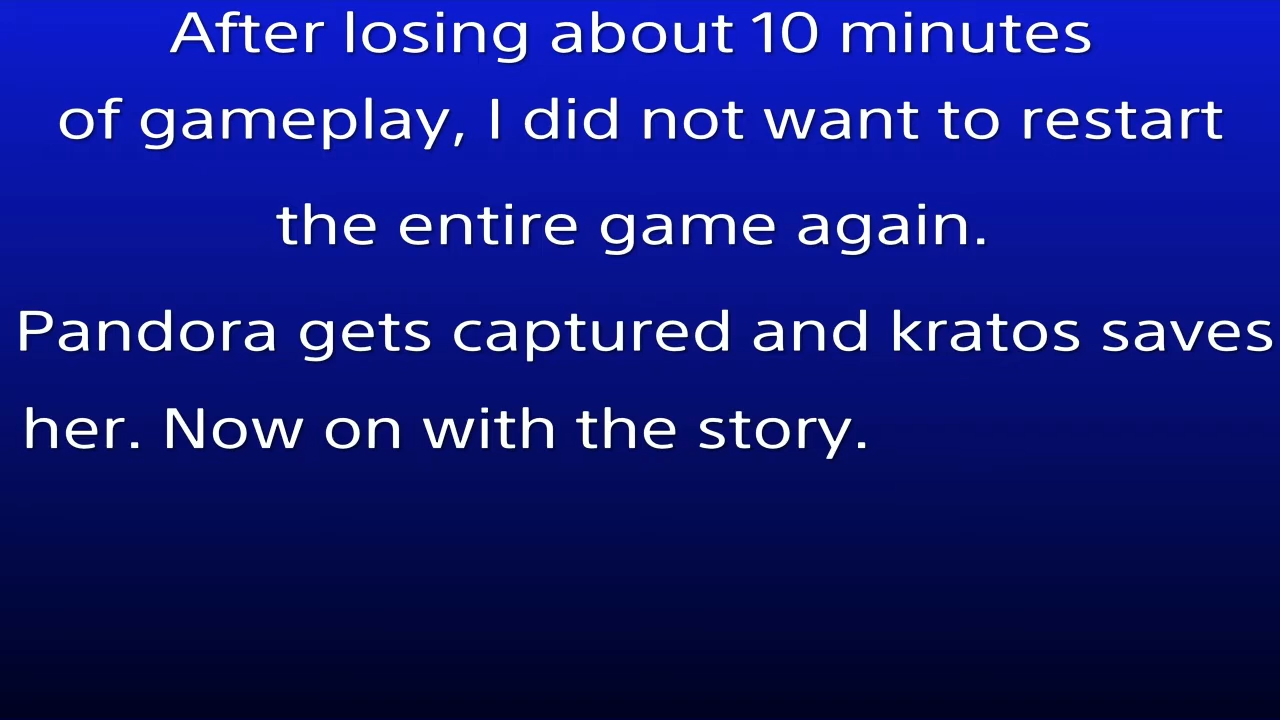 After losing about 10 minutes
of gameplay, I did not want to restart
the entire game again.
Pandora gets captured and kratos saves
her. Now on with the story.